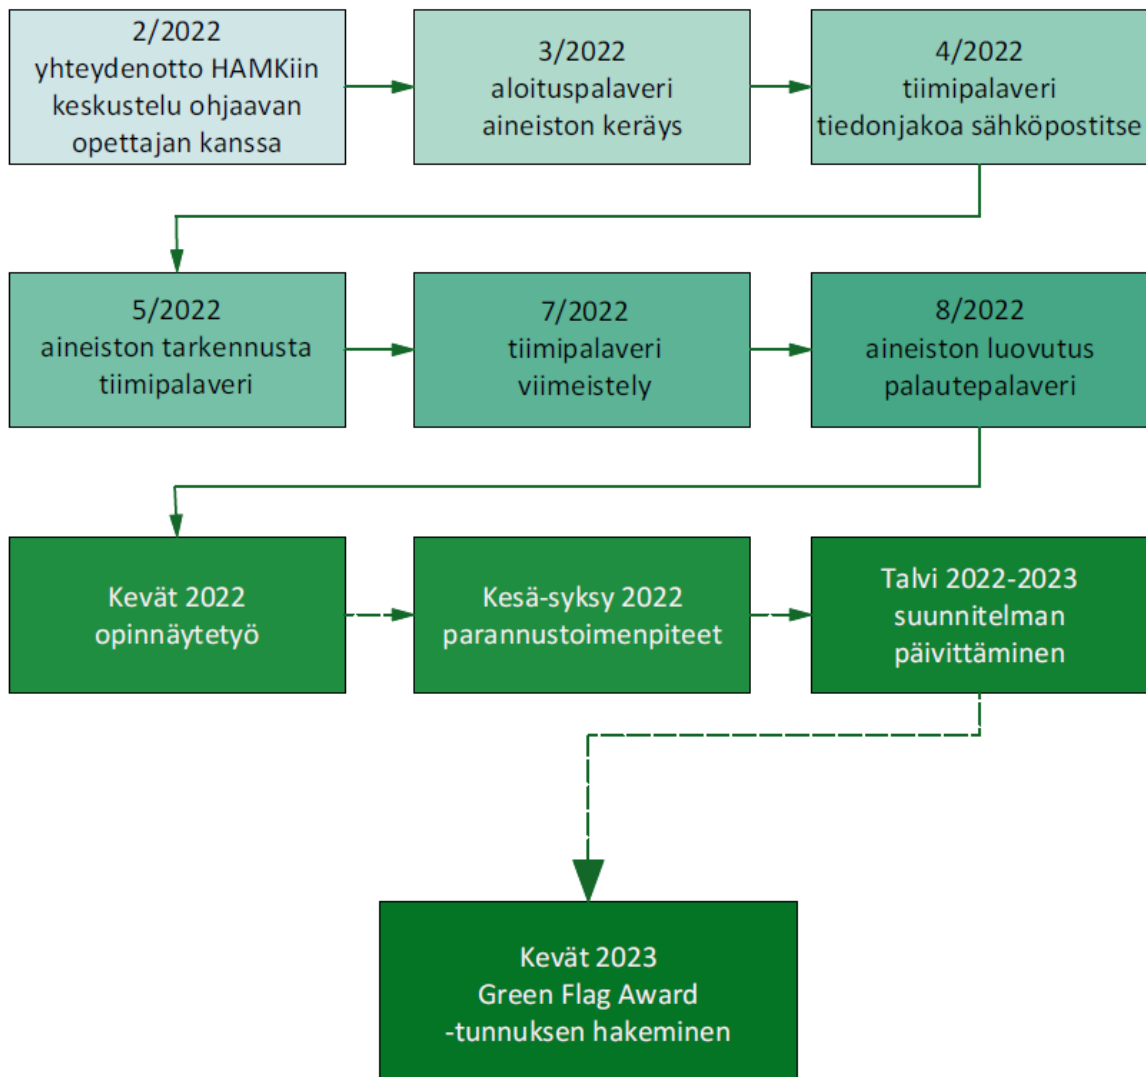 2/2022
yhteydenotto HAMKiin
keskustelu ohjaavan
opettajan kanssa
3/2022
aloituspalaveri
aineiston keräys
4/2022
tiimipalaveri
tiedonjakoa sähköpostitse
5/2022
aineiston tarkennusta
tiimipalaveri
7/2022
tiimipalaveri
viimeistely
8/2022
aineiston luovutus
palautepalaveri
Kevät 2022
opinnäytetyö
Kesä-syksy 2022
parannustoimenpiteet
Talvi 2022-2023
suunnitelman
päivittäminen
Kevät 2023
Green Flag Award
-tunnuksen hakeminen